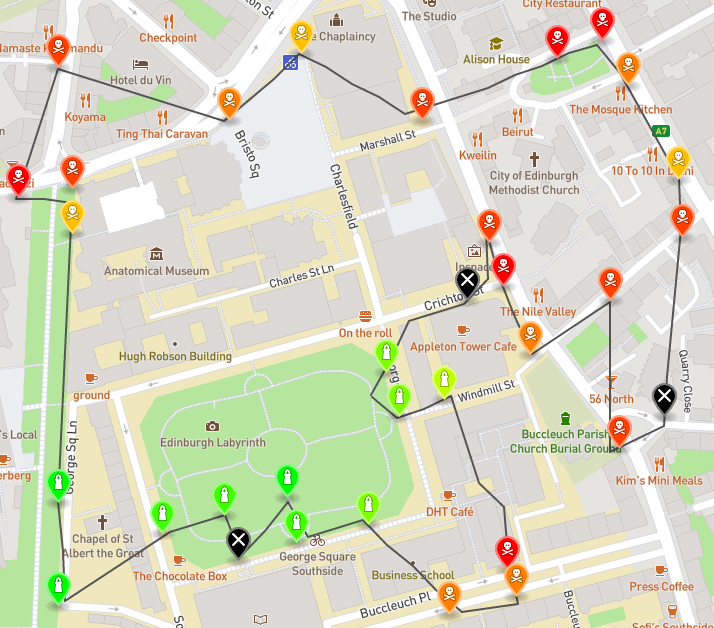 City Restaurant
The Studio
Checkpoint
Alison House
Hotel du Vin
The Mosque Kitchen
Koyama
Ting Thai Caravan
Marshall St
Beirut
A7
Bristo Sq
Kweilin
10 To 10 In
City of Edinburgh
Methodist Church
Charlesfield
Anatomical Museum
Charles St Ln
Crichton St
The Nile Valley
On the roll
Appleton Tower Cafe
Hugh Robson Building
Quarry Close
ground
Windmill St
56 North
Edinburgh Labyrinth
Buccleuch Parish
Church Burial Ground
George Sq Ln
's Local
Kim's Mini Meals
DHT Café
Chapel of St
Albert the Great
George Square
Southside
The Chocolate Box
Business School
Press Coffee
Buccleuch Pl
Sofi's Southside